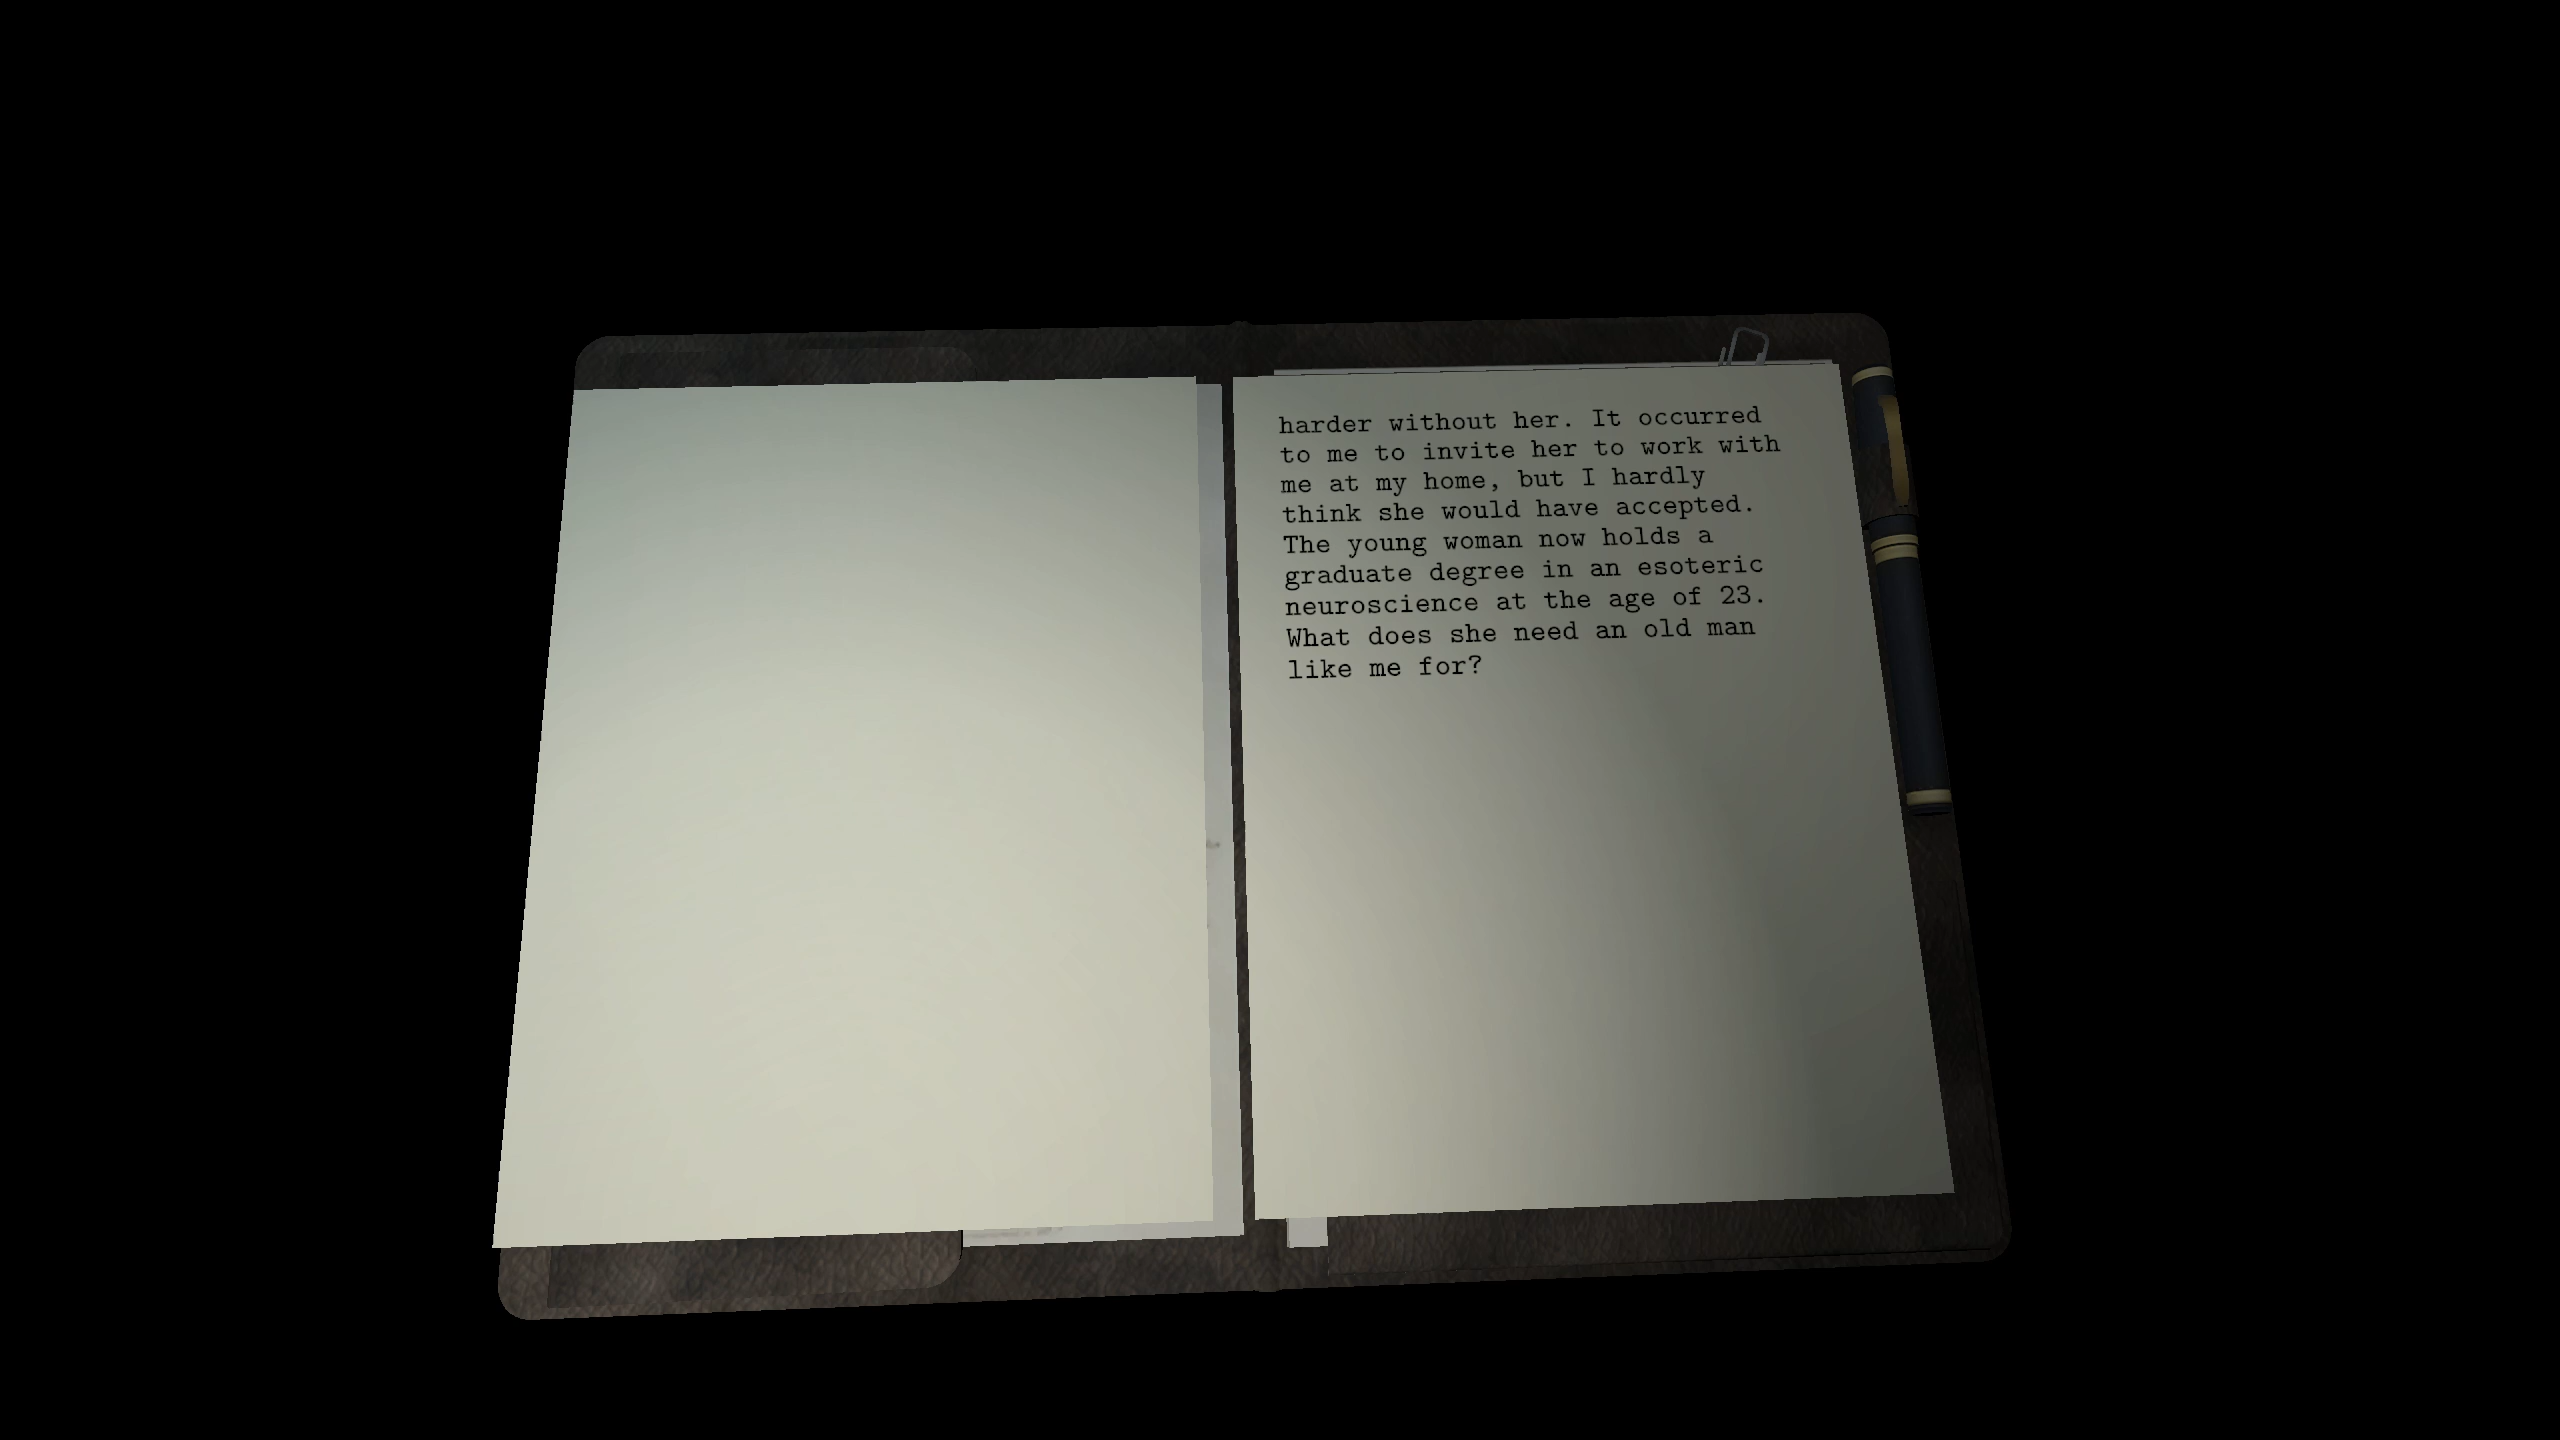 harder without her. It occurred
to me to invite her to work with
me at my home, but I hardly
think she would have accepted.
The young woman now holds a
graduate degree in an esoteric
neuroscience at the age of 23.
What does she need an old man
like me for?